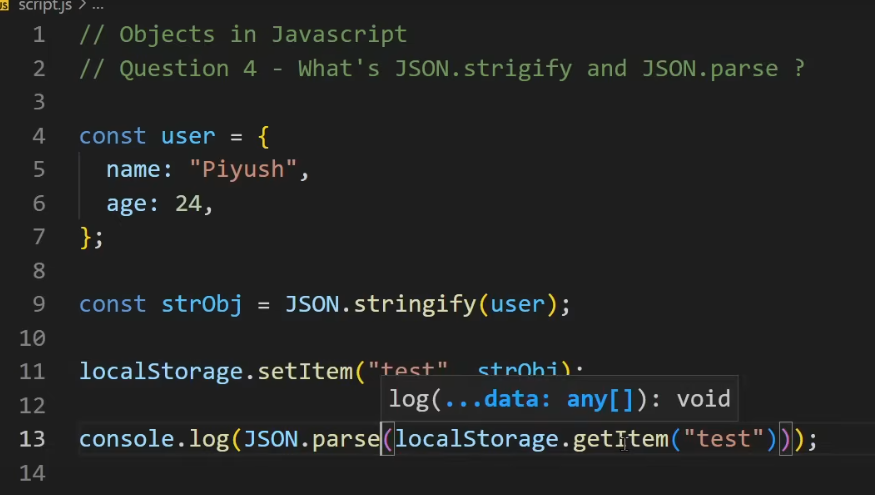 JS script.js > ...
1 // Objects in Javascript
2 // Question 4 - What's JSON.strigify and JSON.parse ?
3
4 const user = {
5 name: "Piyush",
6 age: 24,
7 };
8
9 const strObj = JSON.stringify(user);
10
11 localStorage.setItem("test", strObj);
log(...data: any[]): void
12
13 console.log(JSON.parse(localStorage.getItem("test")));
14